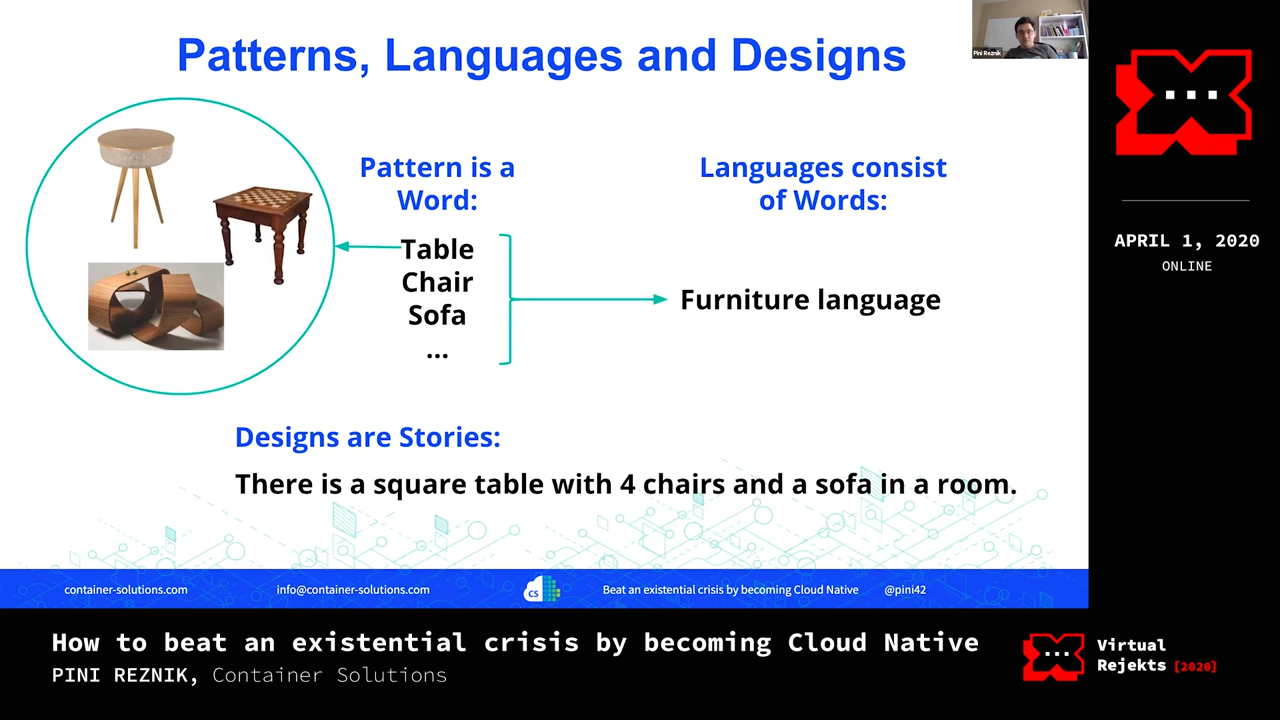 Patterns, Languages and Designs
Pini Reznik
Pattern is a
Word:
Table
Chair
Sofa
...
Languages consist
of Words:
Furniture language
Designs are Stories:
There is a square table with 4 chairs and a sofa in a room.
container-solutions.com
info@container-solutions.com
CS
Beat an existential crisis by becoming Cloud Native
@pini42
APRIL 1, 2020
ONLINE
How to beat an existential crisis by becoming Cloud Native
PINI REZNIK, Container Solutions
Virtual
Rejekts [2020]